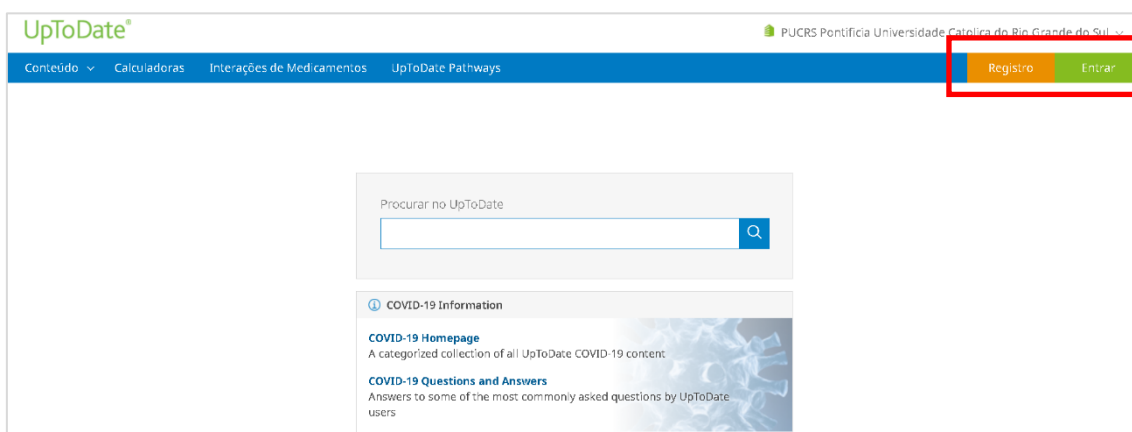 UpToDate®
PUCRS Pontificia Universidade Catolica do Rio Grande do Sul
Conteúdo Calculadoras Interações de Medicamentos UpToDate Pathways Registro Entrar
Procurar no UpToDate
COVID-19 Information
COVID-19 Homepage
A categorized collection of all UpToDate COVID-19 content
COVID-19 Questions and Answers
Answers to some of the most commonly asked questions by UpToDate
users